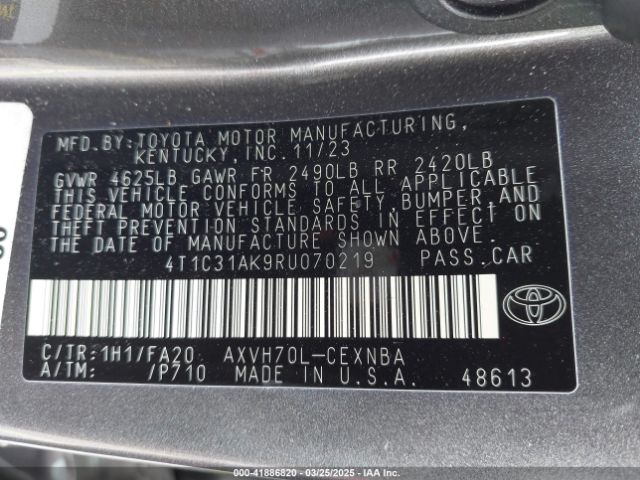 MFD.BY:TOYOTA MOTOR MANUFACTURING,
KENTUCKY,INC.11/23
GVWR 4625LB GAWR FR 2490LB RR 2420LB
THIS VEHICLE CONFORMS TO ALL APPLICABLE
FEDERAL MOTOR VEHICLE SAFETY,BUMPER,AND
THEFT PREVENTION STANDARDS IN EFFECT ON
THE DATE OF MANUFACTURE SHOWN ABOVE.
4T1C31AK9RU070219 PASS.CAR
TOYOTA
C/TR:1H1/FA20 AXVH70L-CEXNBA
A/TM: /P710 MADE IN U.S.A. 48613
000-41886820 - 03/25/2025 - IAA Inc.